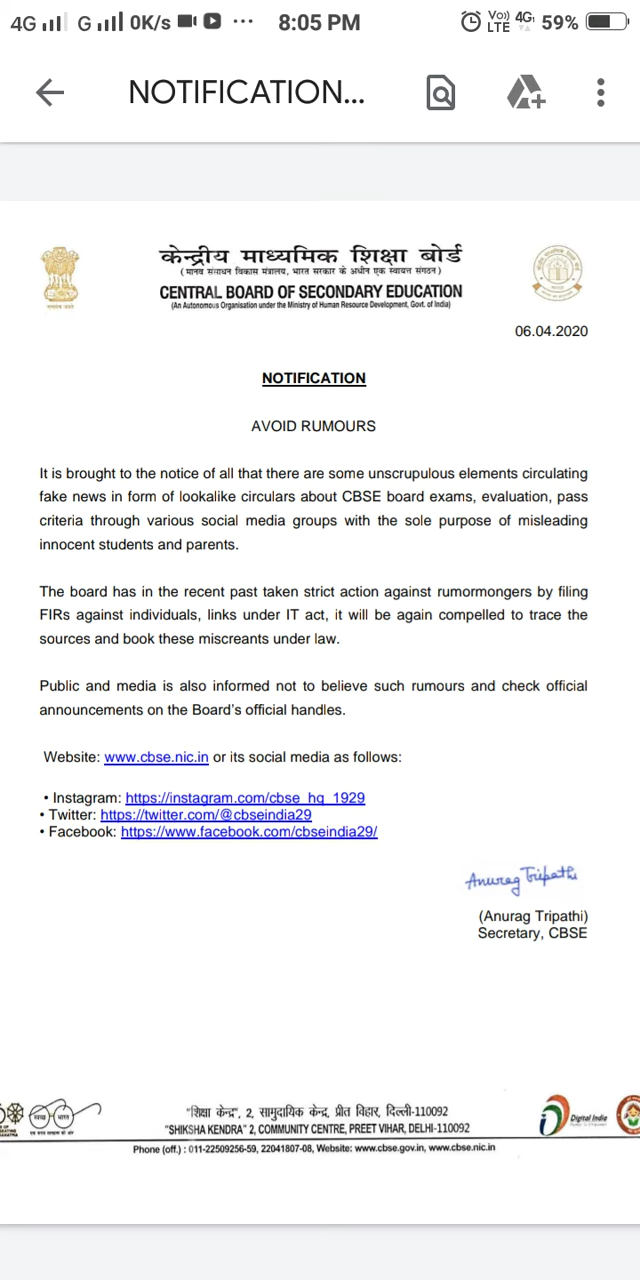 4G G 0K/s ... 8:05 PM Vo)) LTE 4G 59%
NOTIFICATION...
केन्द्रीय माध्यमिक शिक्षा बोर्ड
(मानव संसाधन विकास मंत्रालय, भारत सरकार के अधीन एक स्वायत्त संगठन)
CENTRAL BOARD OF SECONDARY EDUCATION
(An Autonomous Organisation under the Ministry of Human Resource Development, Govt. of India)
06.04.2020
NOTIFICATION
AVOID RUMOURS
It is brought to the notice of all that there are some unscrupulous elements circulating
fake news in form of lookalike circulars about CBSE board exams, evaluation, pass
criteria through various social media groups with the sole purpose of misleading
innocent students and parents.
The board has in the recent past taken strict action against rumormongers by filing
FIRs against individuals, links under IT act, it will be again compelled to trace the
sources and book these miscreants under law.
Public and media is also informed not to believe such rumours and check official
announcements on the Board's official handles.
Website: www.cbse.nic.in or its social media as follows:
• Instagram: https://instagram.com/cbse_hq_1929
• Twitter: https://twitter.com/@cbseindia29
• Facebook: https://www.facebook.com/cbseindia29/
Anurag Tripathi
(Anurag Tripathi)
Secretary, CBSE
"शिक्षा केन्द्र", 2, सामुदायिक केन्द्र, प्रीत विहार, दिल्ली-110092
"SHIKSHA KENDRA" 2, COMMUNITY CENTRE, PREET VIHAR, DELHI-110092
Digital India
Phone (off.) : 011-22509256-59, 22041807-08, Website: www.cbse.gov.in, www.cbse.nic.in